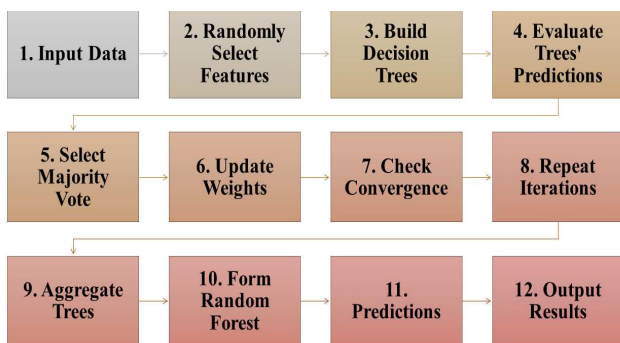 1. Input Data
2. Randomly
Select
Features
3. Build
Decision
Trees
4. Evaluate
Trees'
Predictions
5. Select
Majority
Vote
6. Update
Weights
7. Check
Convergence
8. Repeat
Iterations
9. Aggregate
Trees
10. Form
Random
Forest
11.
Predictions
12. Output
Results